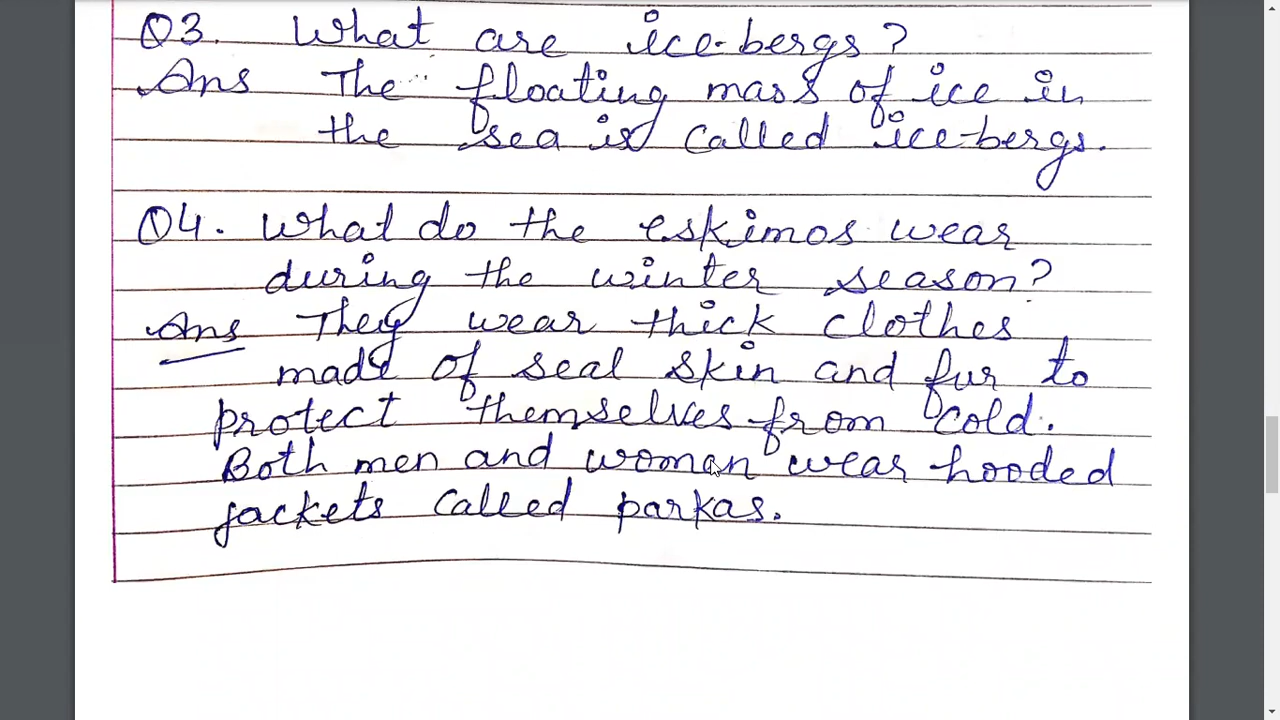 Q3. What are ice-bergs?
Ans The floating mass of ice in
the sea is called ice-bergs.
Q4. What do the eskimos wear
during the winter season?
Ans They wear thick clothes
made of seal skin and fur to
protect themselves from cold.
Both men and woman wear hooded
jackets called parkas.